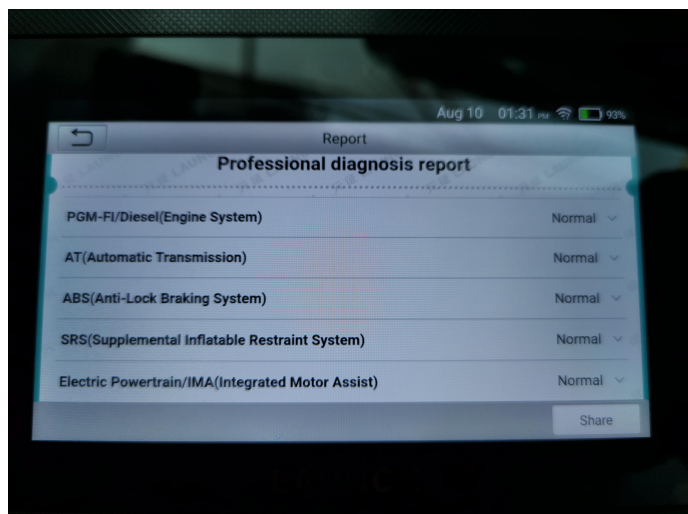 Aug 10 01:31 PM 93%
Report
Professional diagnosis report
PGM-FI/Diesel(Engine System) Normal
AT(Automatic Transmission) Normal
ABS(Anti-Lock Braking System) Normal
SRS(Supplemental Inflatable Restraint System) Normal
Electric Powertrain/IMA(Integrated Motor Assist) Normal
Share